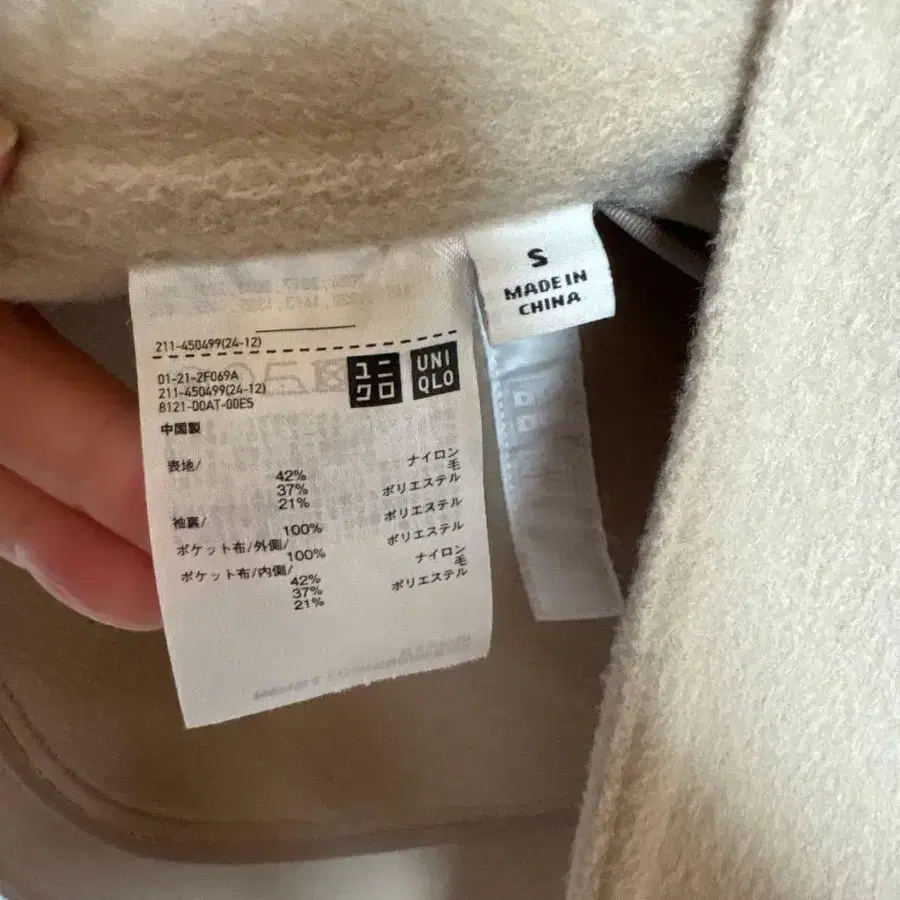 S
MADE IN
CHINA
211-450499(24-12)
01-21-2F069A
211-450499(24-12)
8121-00AT-00E5
ユニ
クロ
UNI
QLO
中国製
表地/
42% ナイロン
37% 毛
21% ポリエステル
袖裏/
100% ポリエステル
ポケット布/外側/
100% ポリエステル
ポケット布/内側/
42% ナイロン
37% 毛
21% ポリエステル